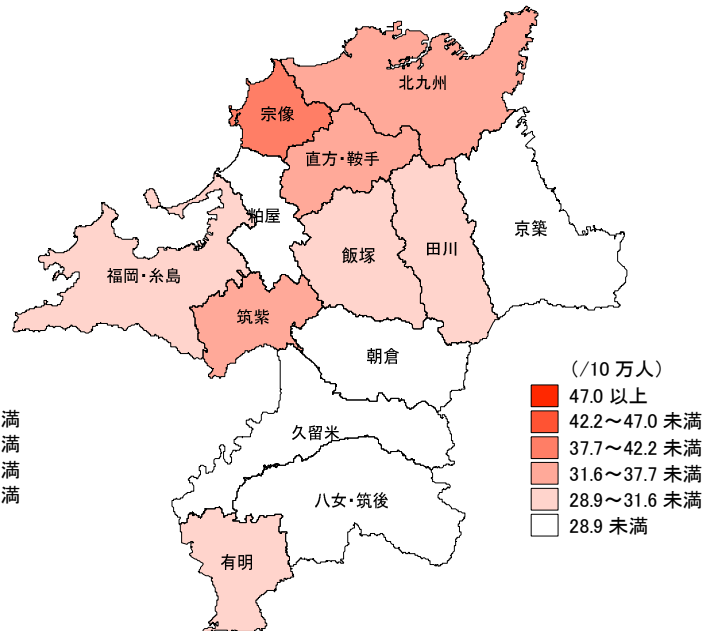 北九州
宗像
直方・鞍手
粕屋
京築
飯塚
田川
福岡・糸島
筑紫
朝倉
久留米
八女・筑後
有明
満
満
満
満
(/10 万人)
47.0 以上
42.2～47.0 未満
37.7～42.2 未満
31.6～37.7 未満
28.9～31.6 未満
28.9 未満